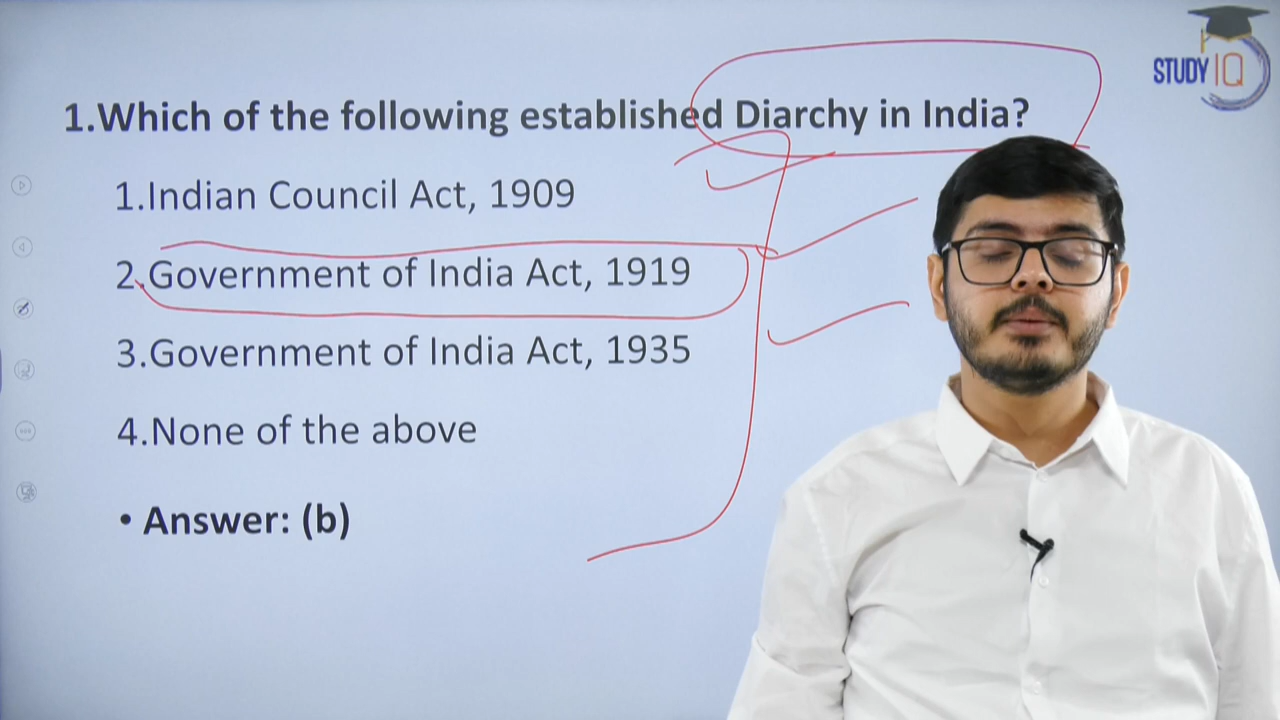 STUDY IQ
1.Which of the following established Diarchy in India?
1.Indian Council Act, 1909
2.Government of India Act, 1919
3.Government of India Act, 1935
4.None of the above
• Answer: (b)